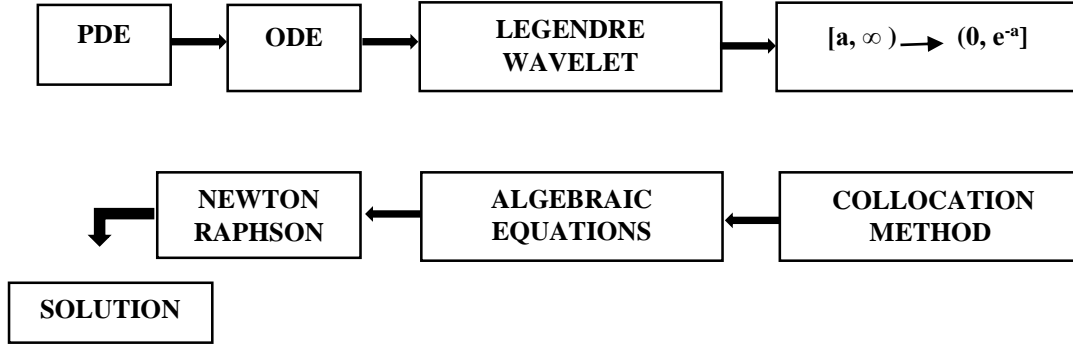 PDE
ODE
LEGENDRE
WAVELET
[a, ∞ ) → (0, e⁻ᵃ]
NEWTON
RAPHSON
ALGEBRAIC
EQUATIONS
COLLOCATION
METHOD
SOLUTION